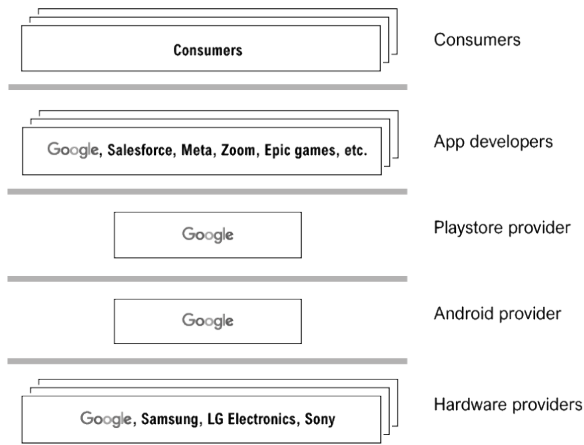 Consumers
Consumers
Google, Salesforce, Meta, Zoom, Epic games, etc.
App developers
Google
Playstore provider
Google
Android provider
Google, Samsung, LG Electronics, Sony
Hardware providers